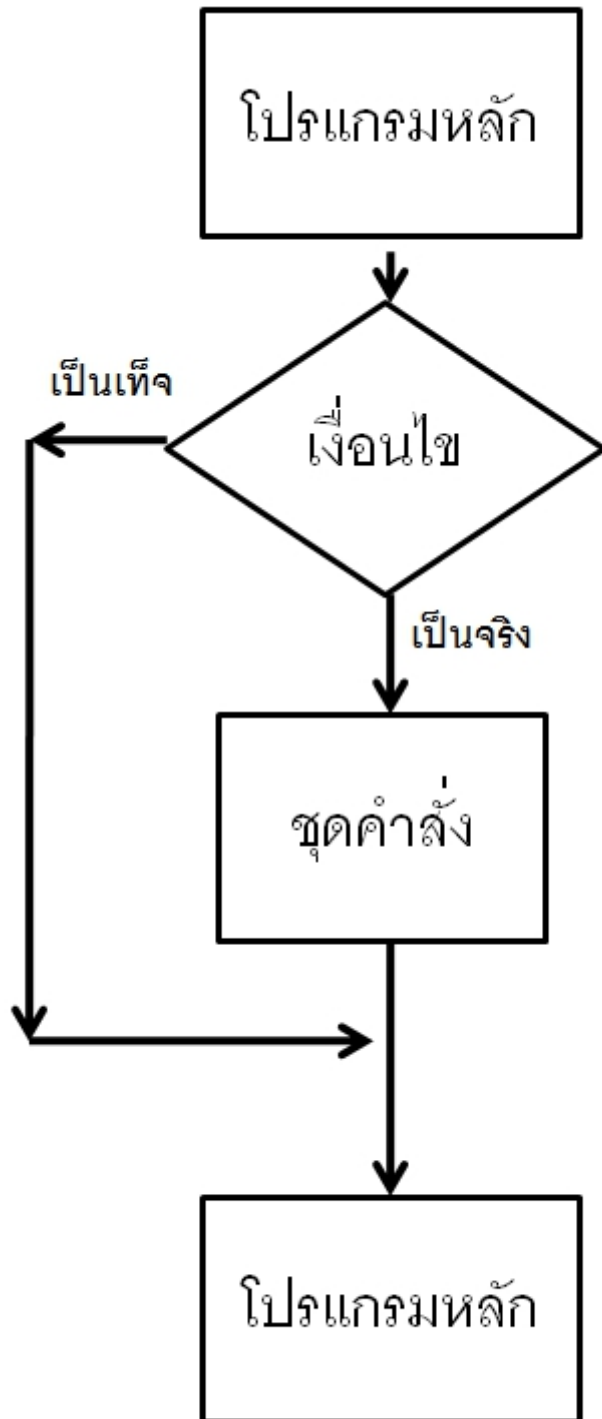 โปรแกรมหลัก
เป็นเท็จ
เงื่อนไข
เป็นจริง
ชุดคำสั่ง
โปรแกรมหลัก